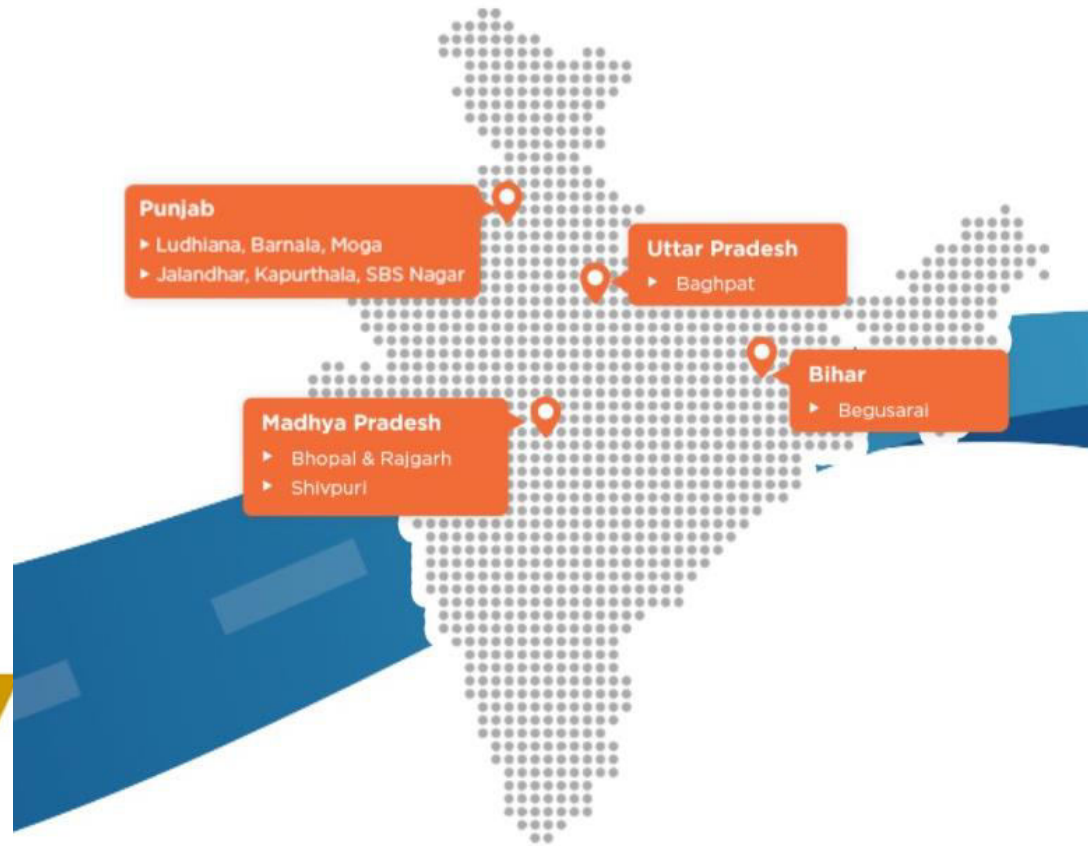 Punjab
▸ Ludhiana, Barnala, Moga
▸ Jalandhar, Kapurthala, SBS Nagar
Uttar Pradesh
▸ Baghpat
Bihar
▸ Begusarai
Madhya Pradesh
▸ Bhopal & Rajgarh
▸ Shivpuri